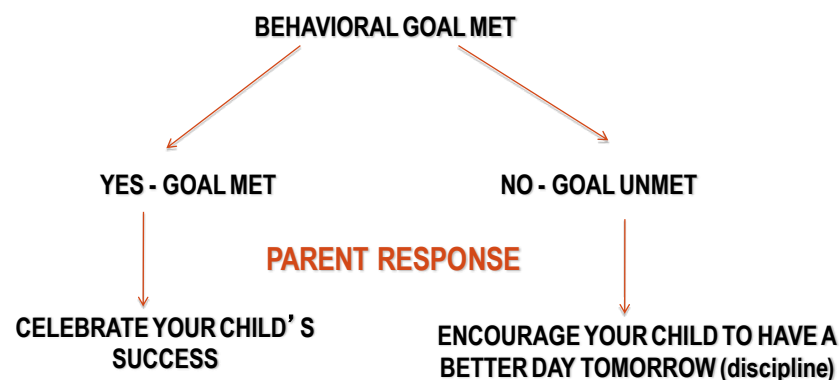 BEHAVIORAL GOAL MET
YES - GOAL MET
NO - GOAL UNMET
PARENT RESPONSE
CELEBRATE YOUR CHILD’S
SUCCESS
ENCOURAGE YOUR CHILD TO HAVE A
BETTER DAY TOMORROW (discipline)